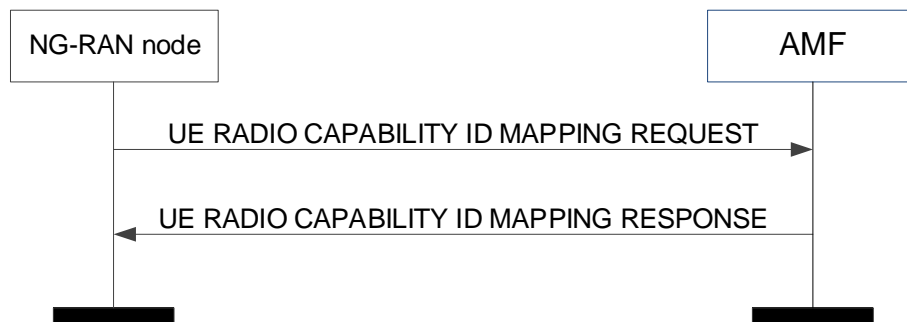 NG-RAN node
AMF
UE RADIO CAPABILITY ID MAPPING REQUEST
UE RADIO CAPABILITY ID MAPPING RESPONSE